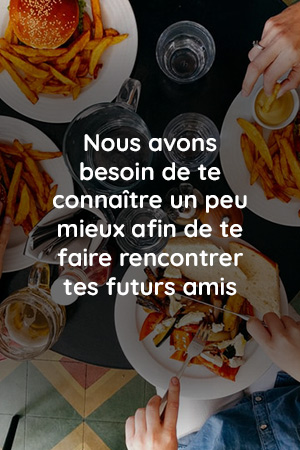 Nous avons
besoin de te
connaître un peu
mieux afin de te
faire rencontrer
tes futurs amis